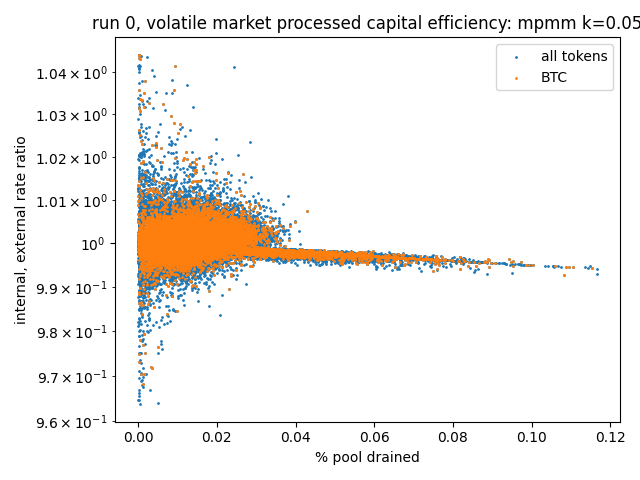 run 0, volatile market processed capital efficiency: mpmm k=0.05
all tokens
BTC
internal, external rate ratio
1.04 × 10⁰
1.03 × 10⁰
1.02 × 10⁰
1.01 × 10⁰
10⁰
9.9 × 10⁻¹
9.8 × 10⁻¹
9.7 × 10⁻¹
9.6 × 10⁻¹
0.00 0.02 0.04 0.06 0.08 0.10 0.12
% pool drained